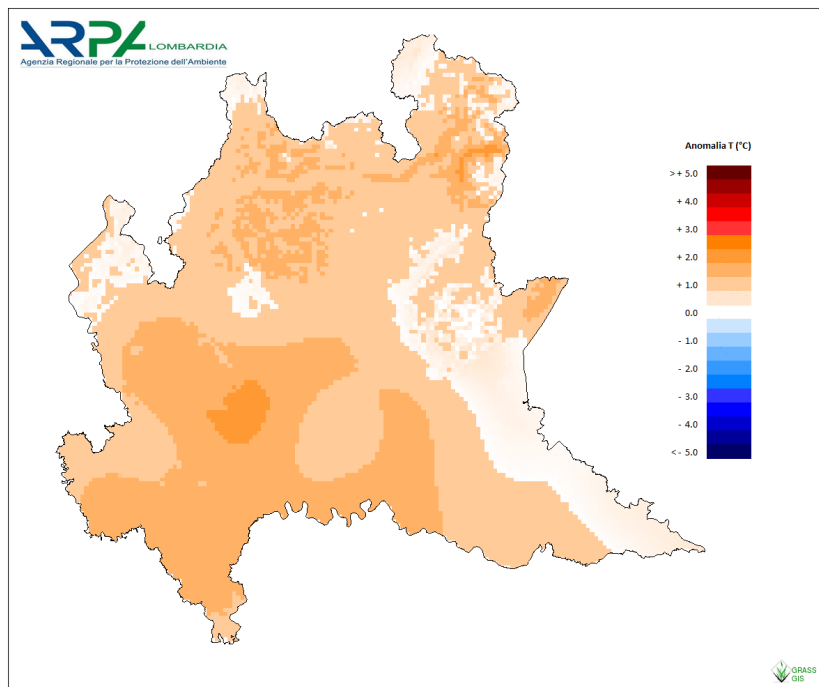 ARPA LOMBARDIA
Agenzia Regionale per la Protezione dell'Ambiente
Anomalia T (°C)
> + 5.0
+ 4.0
+ 3.0
+ 2.0
+ 1.0
0.0
- 1.0
- 2.0
- 3.0
- 4.0
< - 5.0
GRASS
GIS